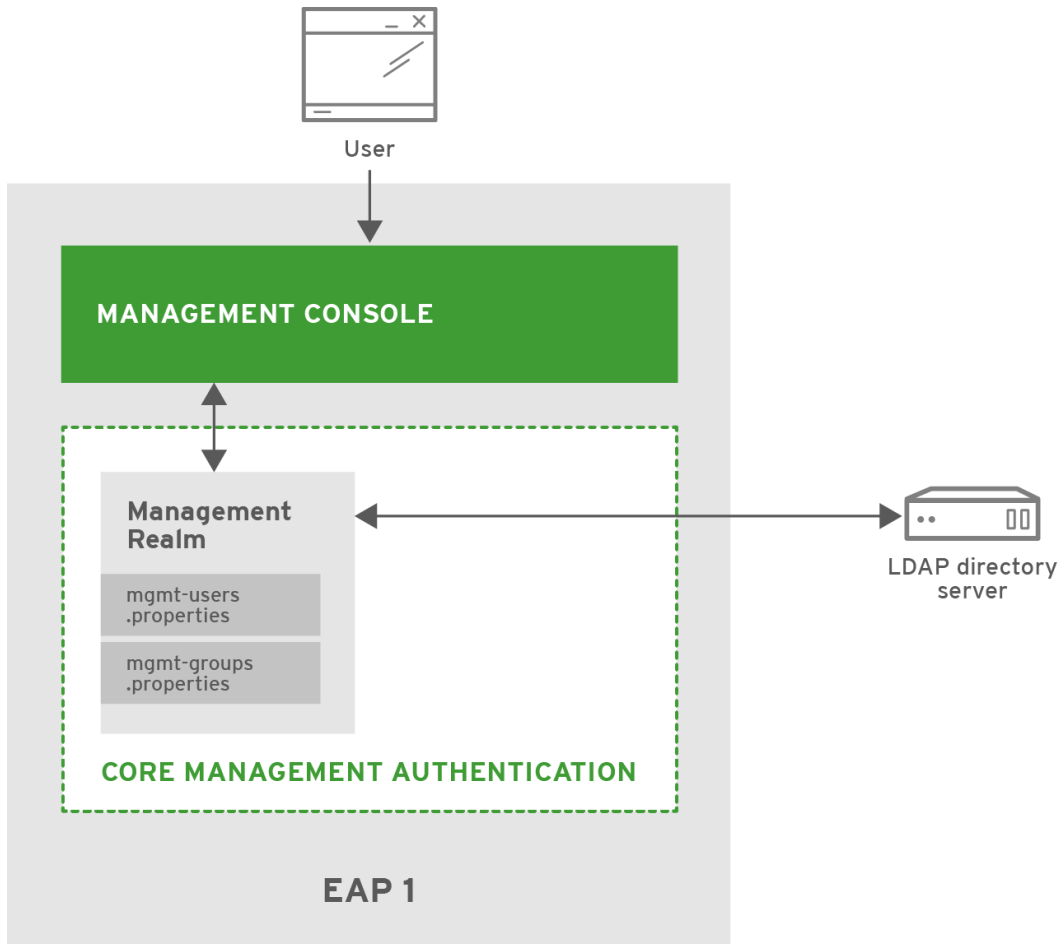 User
MANAGEMENT CONSOLE
Management
Realm
mgmt-users
.properties
mgmt-groups
.properties
CORE MANAGEMENT AUTHENTICATION
LDAP directory
server
EAP 1